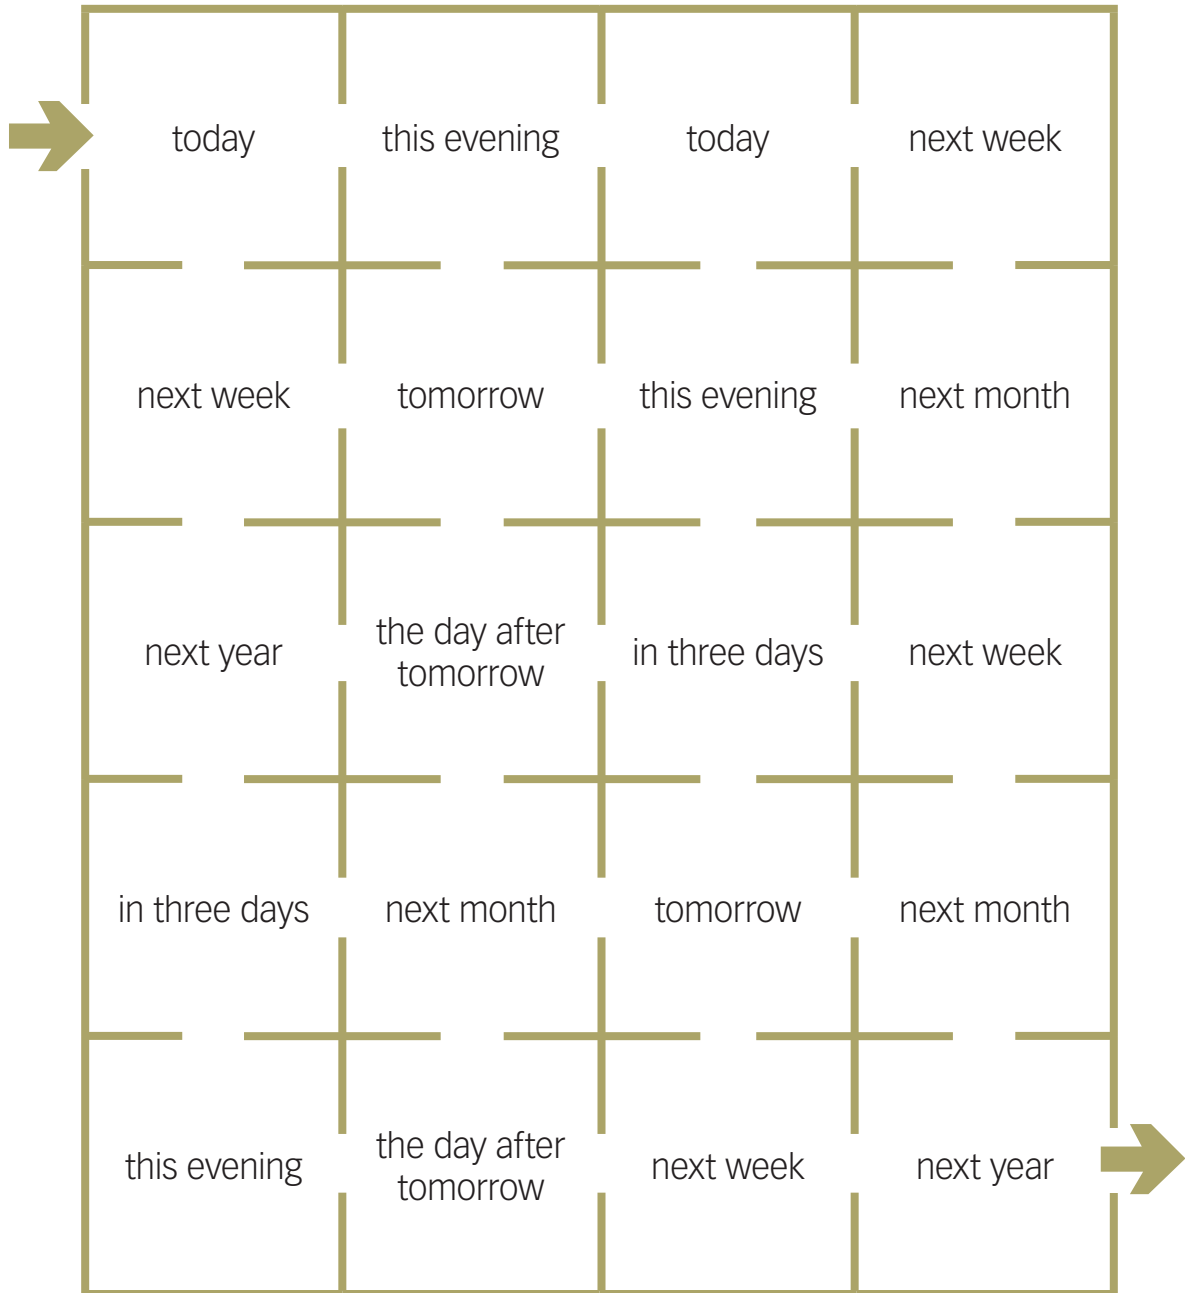 today
this evening
today
next week
next week
tomorrow
this evening
next month
next year
the day after
tomorrow
in three days
next week
in three days
next month
tomorrow
next month
this evening
the day after
tomorrow
next week
next year